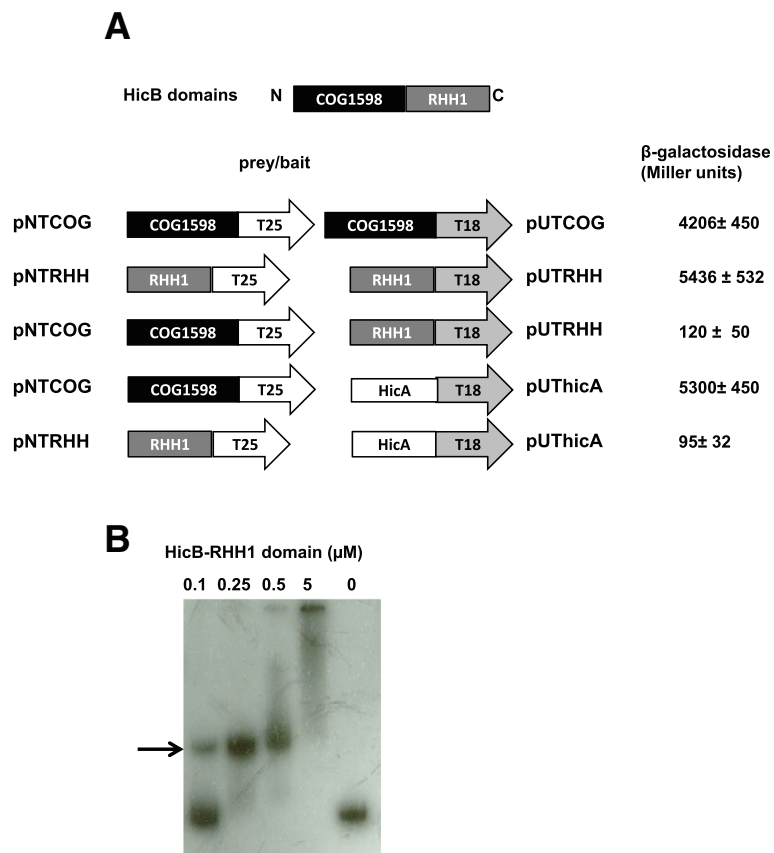 A
HicB domains N COG1598 RHH1 C
prey/bait
β-galactosidase
(Miller units)
pNTCOG COG1598 T25 COG1598 T18 pUTCOG 4206± 450
pNTRHH RHH1 T25 RHH1 T18 pUTRHH 5436 ± 532
pNTCOG COG1598 T25 RHH1 T18 pUTRHH 120 ± 50
pNTCOG COG1598 T25 HicA T18 pUThicA 5300± 450
pNTRHH RHH1 T25 HicA T18 pUThicA 95± 32
B
HicB-RHH1 domain (µM)
0.1 0.25 0.5 5 0